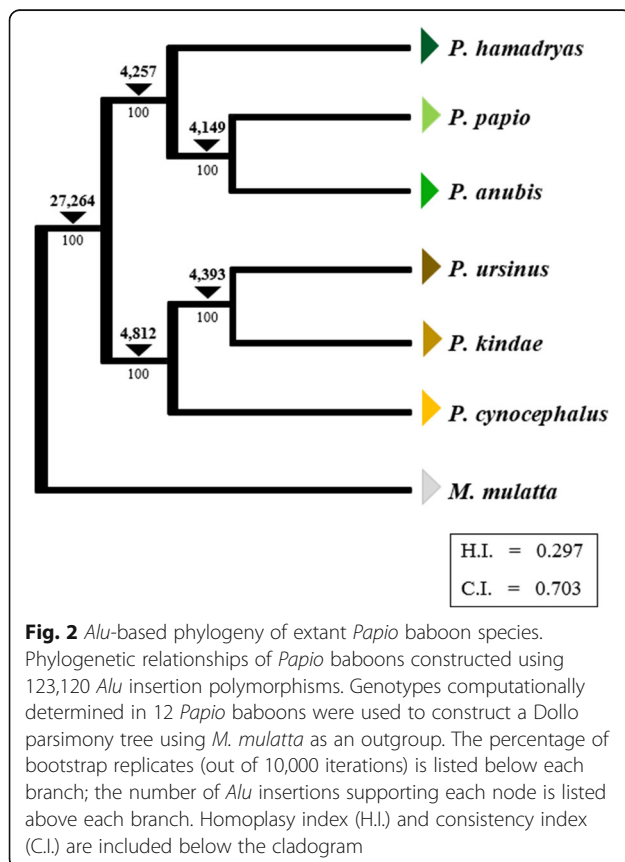 4,257
100
P. hamadryas
4,149
100
P. papio
P. anubis
27,264
100
4,393
100
P. ursinus
4,812
100
P. kindae
P. cynocephalus
M. mulatta
H.I. = 0.297
C.I. = 0.703
Fig. 2 Alu-based phylogeny of extant Papio baboon species.
Phylogenetic relationships of Papio baboons constructed using
123,120 Alu insertion polymorphisms. Genotypes computationally
determined in 12 Papio baboons were used to construct a Dollo
parsimony tree using M. mulatta as an outgroup. The percentage of
bootstrap replicates (out of 10,000 iterations) is listed below each
branch; the number of Alu insertions supporting each node is listed
above each branch. Homoplasy index (H.I.) and consistency index
(C.I.) are included below the cladogram